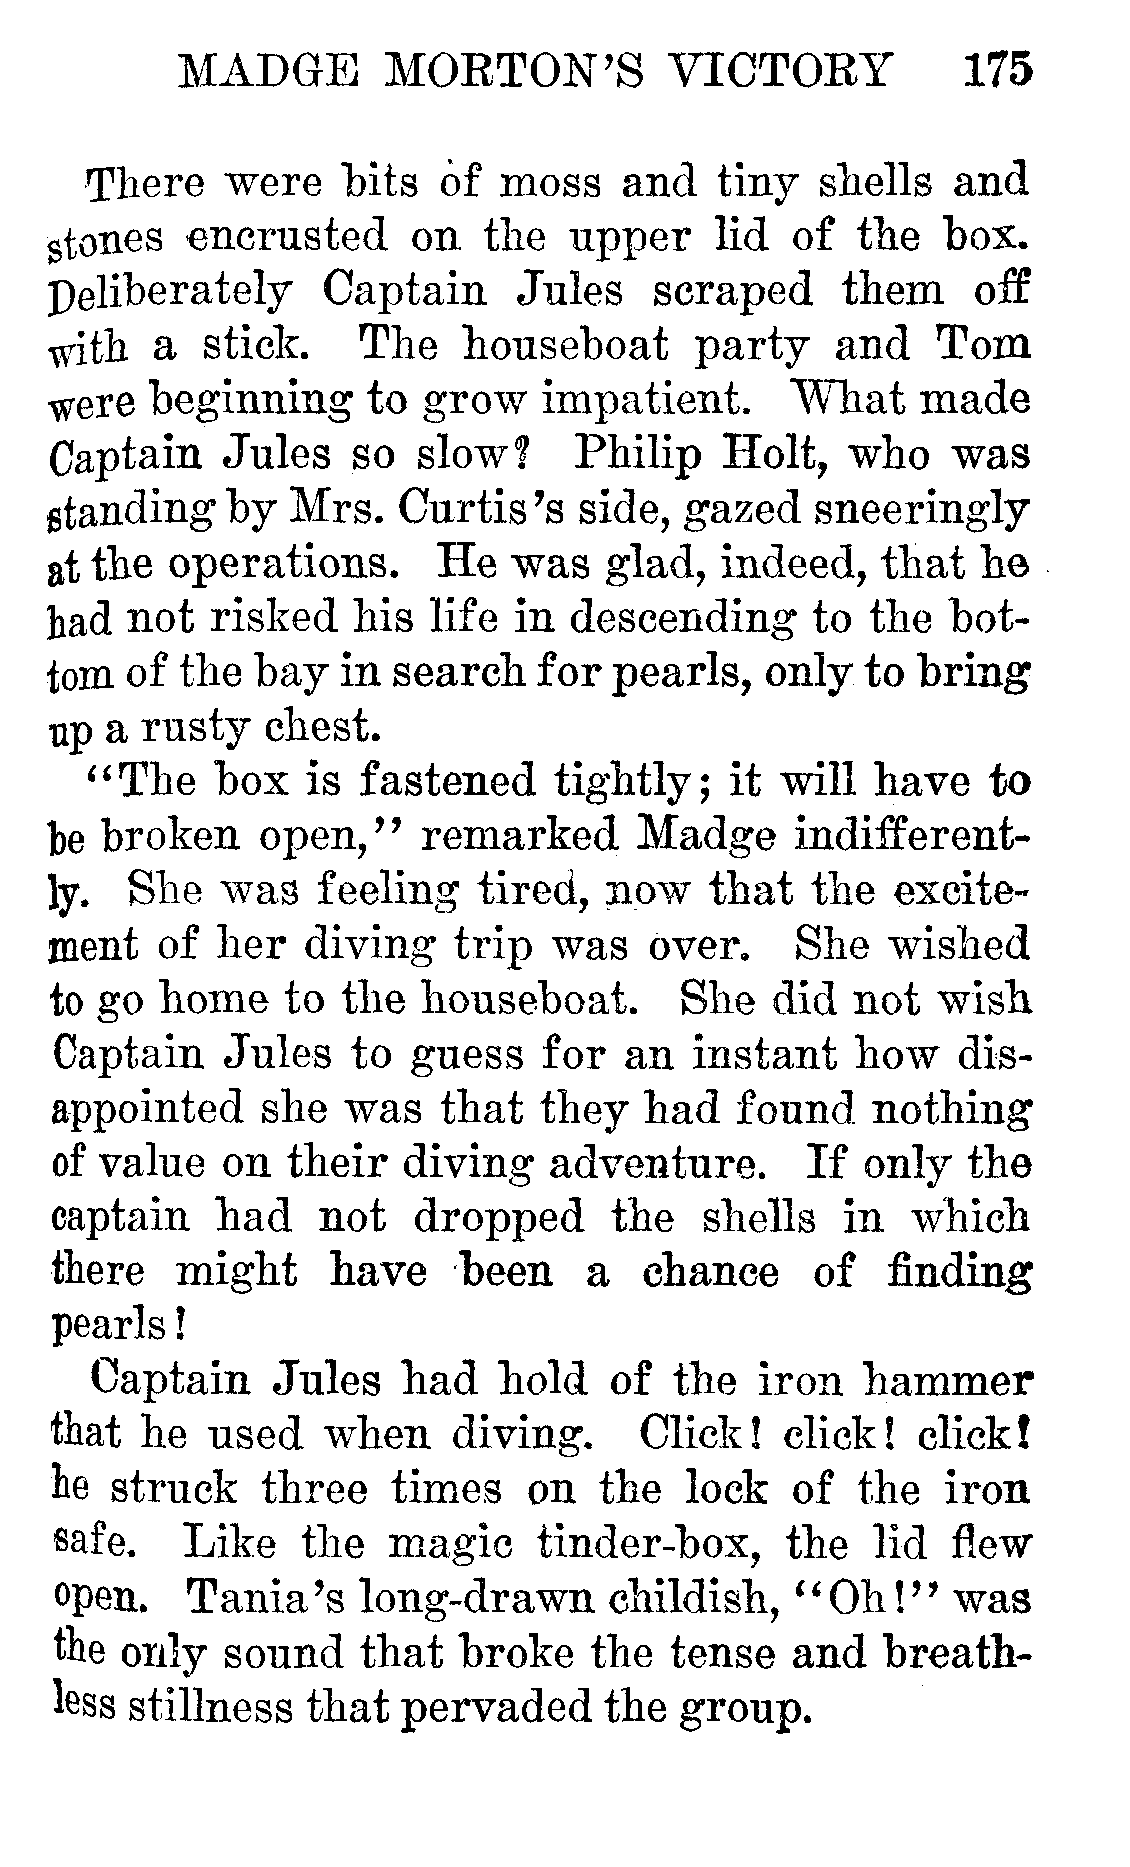 MADGE MORTON'S VICTORY 175
There were bits of moss and tiny shells and
stones encrusted on the upper lid of the box.
Deliberately Captain Jules scraped them off
with a stick. The houseboat party and Tom
were beginning to grow impatient. What made
Captain Jules so slow? Philip Holt, who was
standing by Mrs. Curtis's side, gazed sneeringly
at the operations. He was glad, indeed, that he
had not risked his life in descending to the bot-
tom of the bay in search for pearls, only to bring
up a rusty chest.
"The box is fastened tightly; it will have to
be broken open," remarked Madge indifferent-
ly. She was feeling tired, now that the excite-
ment of her diving trip was over. She wished
to go home to the houseboat. She did not wish
Captain Jules to guess for an instant how dis-
appointed she was that they had found nothing
of value on their diving adventure. If only the
captain had not dropped the shells in which
there might have been a chance of finding
pearls!
Captain Jules had hold of the iron hammer
that he used when diving. Click! click! click!
he struck three times on the lock of the iron
safe. Like the magic tinder-box, the lid flew
open. Tania's long-drawn childish, "Oh!" was
the only sound that broke the tense and breath-
less stillness that pervaded the group.